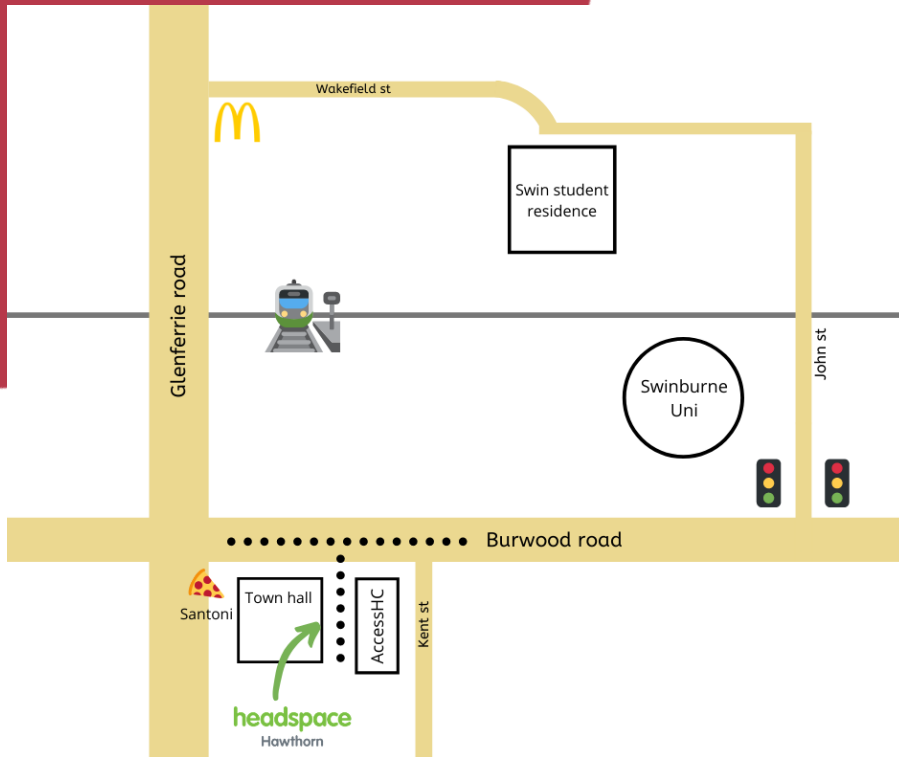 Wakefield st
Swin student
residence
Glenferrie road
John st
Swinburne
Uni
Burwood road
Santoni
Town hall
AccessHC
Kent st
headspace
Hawthorn